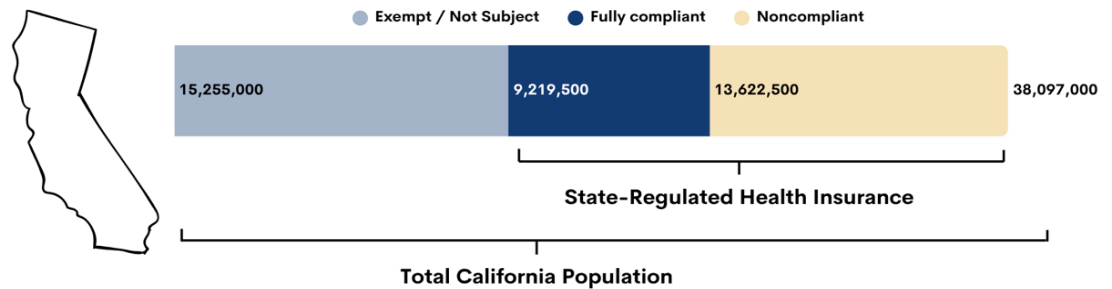 Exempt / Not Subject Fully compliant Noncompliant
15,255,000 9,219,500 13,622,500 38,097,000
State-Regulated Health Insurance
Total California Population